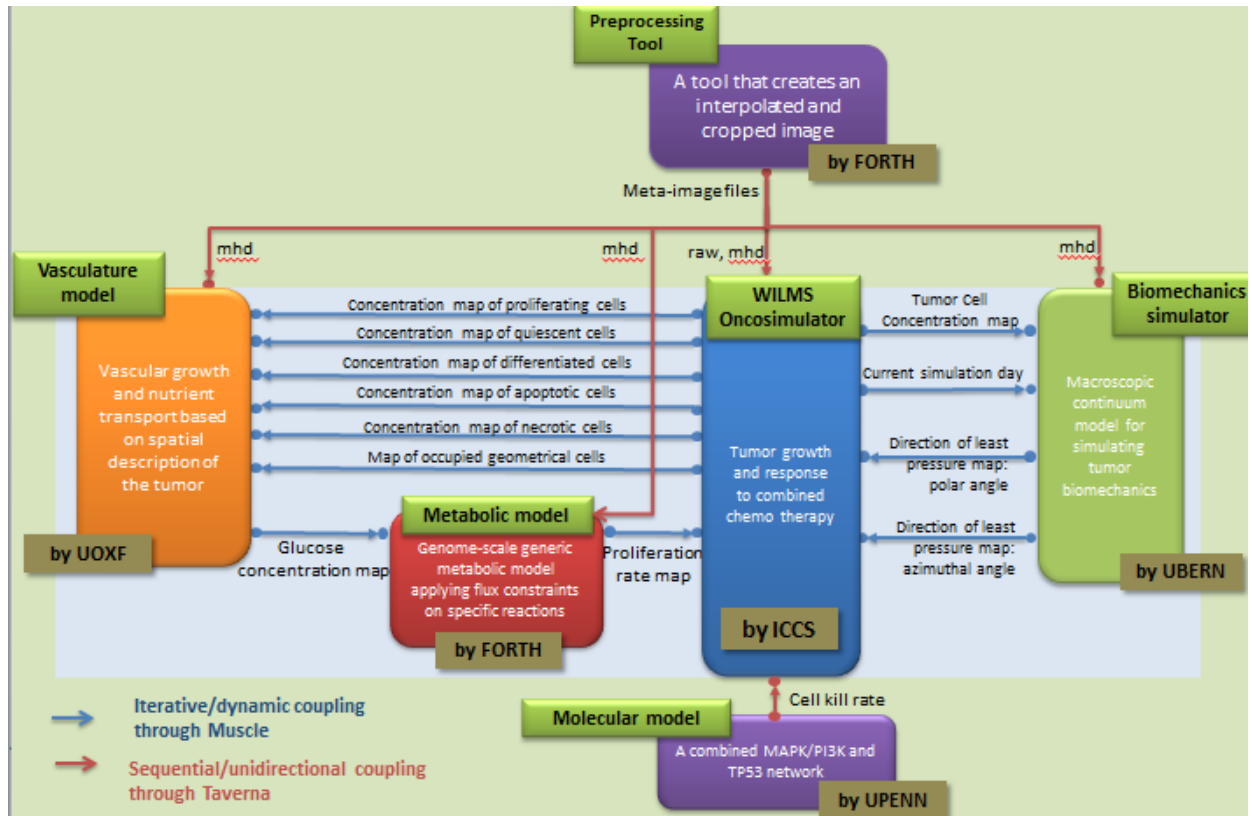 Preprocessing
Tool
A tool that creates an
interpolated and
cropped image
by FORTH
Meta-imagefiles
mhd
mhd
raw, mhd
mhd
Vasculature
model
WILMS
Oncosimulator
Biomechanics
simulator
Concentration map of proliferating cells
Concentration map of quiescent cells
Concentration map of differentiated cells
Concentration map of apoptotic cells
Concentration map of necrotic cells
Map of occupied geometrical cells
Tumor Cell
Concentration map
Current simulation day
Direction of least
pressure map:
polar angle
Direction of least
pressure map:
azimuthal angle
Vascular growth
and nutrient
transport based
on spatial
description of
the tumor
by UOXF
Tumor growth
and response
to combined
chemo therapy
by ICCS
Macroscopic
continuum
model for
simulating
tumor
biomechanics
by UBERN
Glucose
concentration map
Metabolic model
Genome-scale generic
metabolic model
applying flux constraints
on specific reactions
by FORTH
Proliferation
rate map
Cell kill rate
Molecular model
A combined MAPK/PI3K and
TP53 network
by UPENN
Iterative/dynamic coupling
through Muscle
Sequential/unidirectional coupling
through Taverna